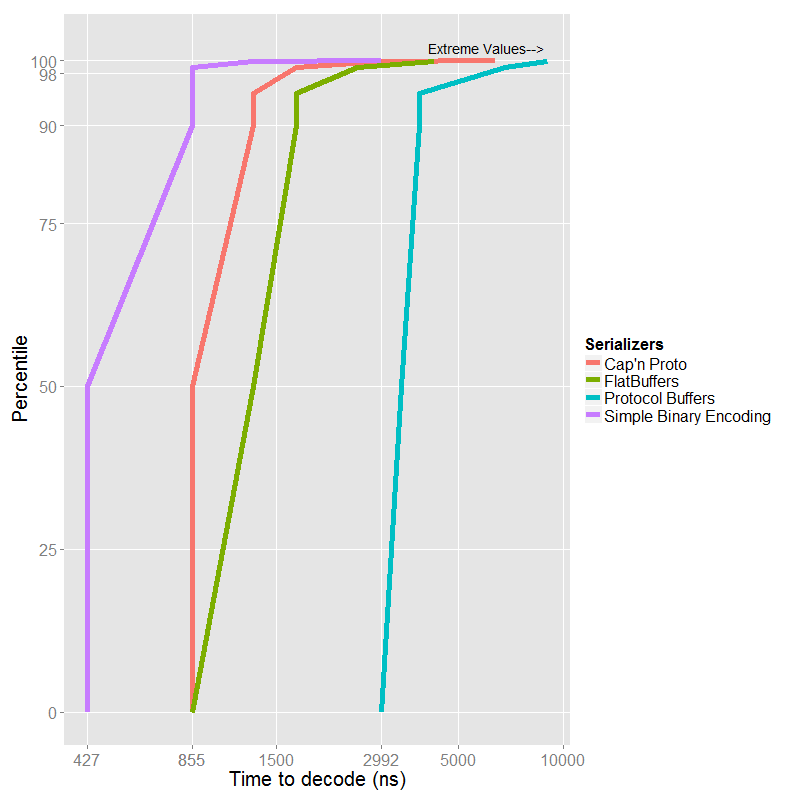 Extreme Values-->
100
98
90
75
50
25
0
Percentile
427 855 1500 2992 5000 10000
Time to decode (ns)
Serializers
Cap'n Proto
FlatBuffers
Protocol Buffers
Simple Binary Encoding